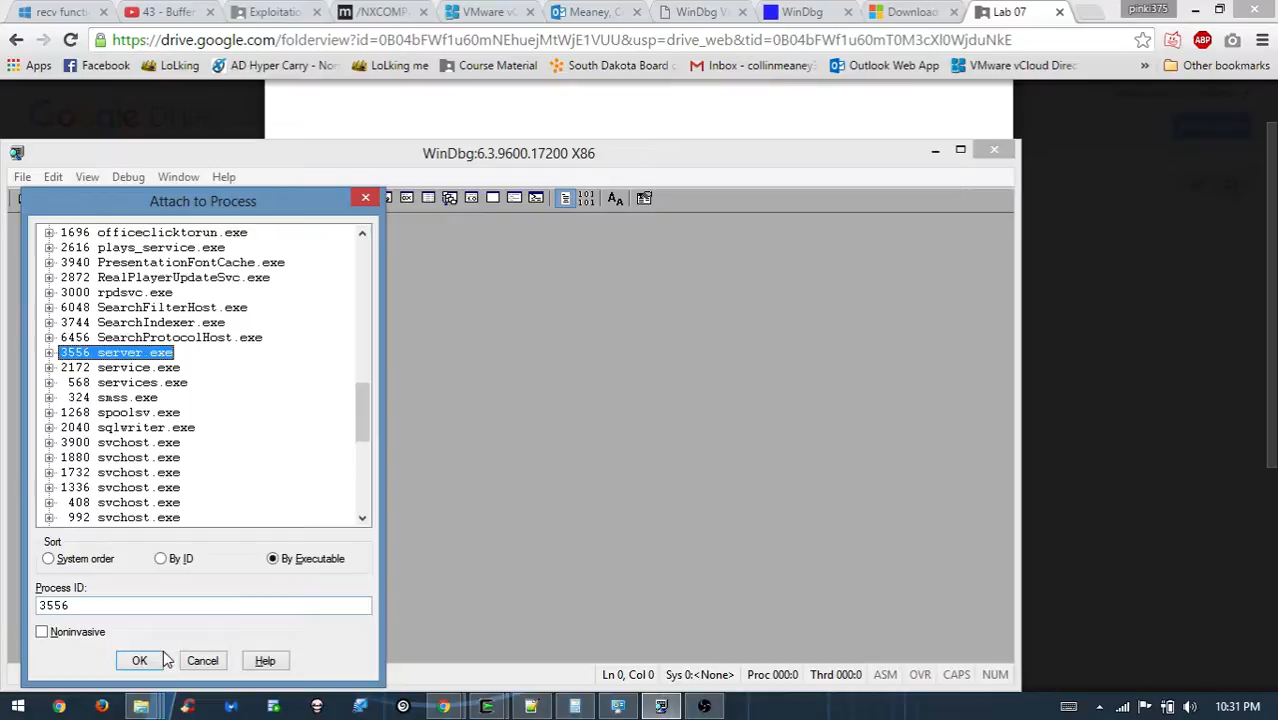 recv functi
43 - Buffer
Exploitatio
/NXCOMP
VMware v
Meaney, C
WinDbg Vi
WinDbg
Download
Lab 07
pinki375
https://drive.google.com/folderview?id=0B04bFWf1u60mNFhuejMtWjE1VUU&usp=drive_web&tid=0B04bFWf1u60mT0M3cXl0WjduNkE
Apps
Facebook
LoLking
AD Hyper Carry - Non
LoLking me
Course Material
South Dakota Board
Inbox - collinmeaney
Outlook Web App
VMware vCloud Direc
Other bookmarks
WinDbg:6.3.9600.17200 X86
File Edit View Debug Window Help
Attach to Process
1696 officeclicktorun.exe
2616 plays_service.exe
3940 PresentationFontCache.exe
2872 RealPlayerUpdateSvc.exe
3000 rpdsvc.exe
6048 SearchFilterHost.exe
3744 SearchIndexer.exe
6456 SearchProtocolHost.exe
3556 server.exe
2172 service.exe
568 services.exe
324 smss.exe
1268 spoolsv.exe
2040 sqlwriter.exe
3900 svchost.exe
1880 svchost.exe
1732 svchost.exe
1336 svchost.exe
408 svchost.exe
992 svchost.exe
Sort
System order
By ID
By Executable
Process ID:
3556
Noninvasive
OK
Cancel
Help
Ln 0, Col 0
Sys 0:<None>
Proc 000:0
Thrd 000:0
ASM
OVR
CAPS
NUM
10:31 PM